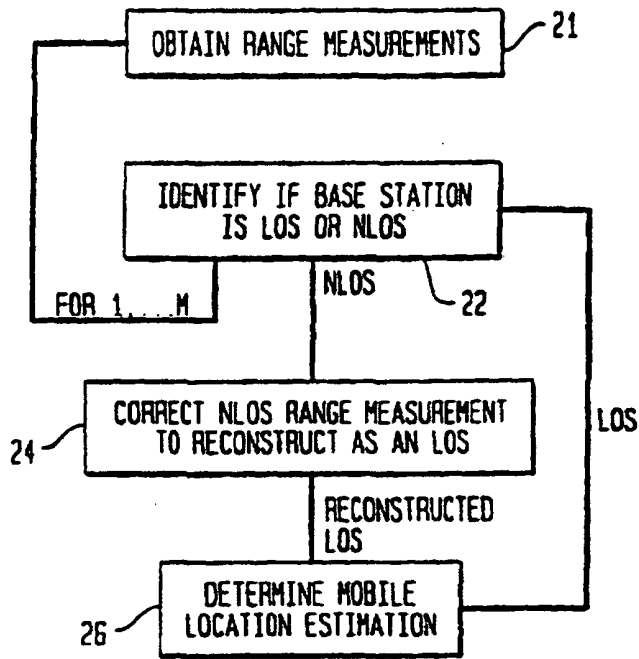 OBTAIN RANGE MEASUREMENTS
21
IDENTIFY IF BASE STATION
IS LOS OR NLOS
FOR 1....M
NLOS
22
CORRECT NLOS RANGE MEASUREMENT
TO RECONSTRUCT AS AN LOS
24
LOS
RECONSTRUCTED
LOS
DETERMINE MOBILE
LOCATION ESTIMATION
26